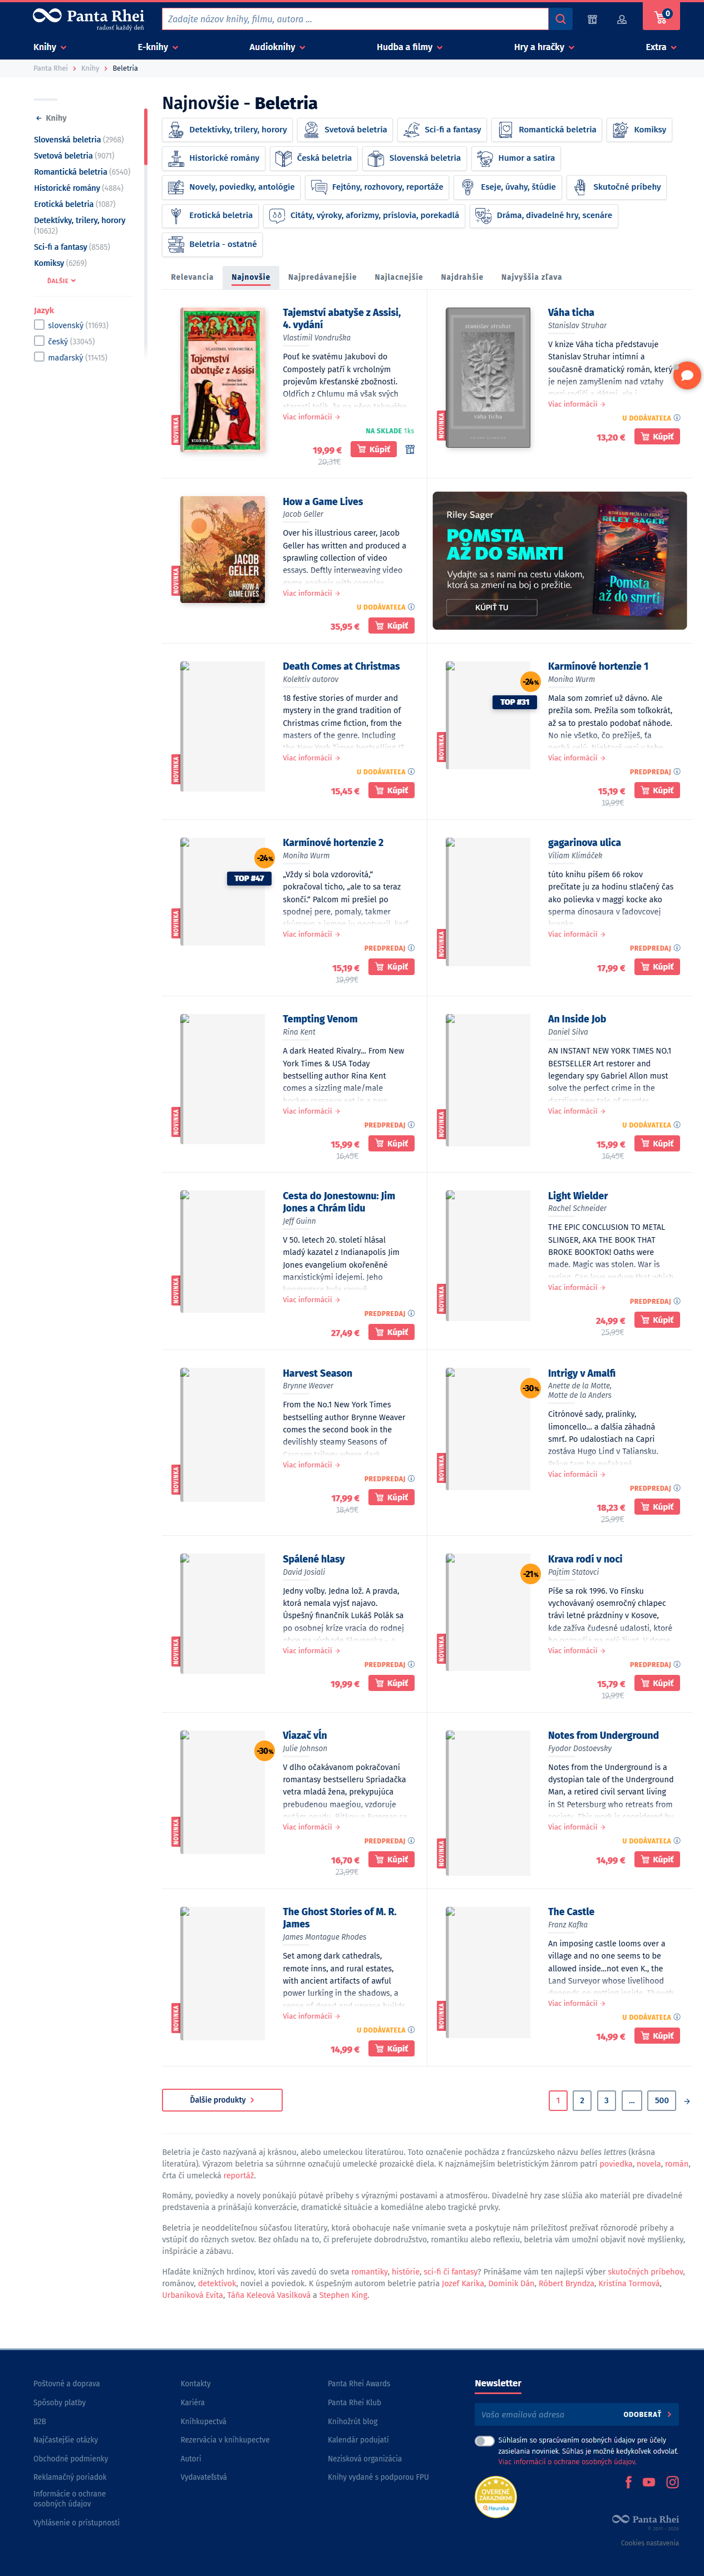 Panta Rhei
radosť každý deň
Zadajte názov knihy, filmu, autora ...
0
Knihy
E-knihy
Audioknihy
Hudba a filmy
Hry a hračky
Extra
Panta Rhei > Knihy > Beletria
Knihy
Slovenská beletria (2968)
Svetová beletria (9071)
Romantická beletria (6540)
Historické romány (4884)
Erotická beletria (1087)
Detektívky, trilery, horory
(10632)
Sci-fi a fantasy (8585)
Komiksy (6269)
ĎALŠIE
Jazyk
slovenský (11693)
český (33045)
maďarský (11415)
Najnovšie - Beletria
Detektívky, trilery, horory
Svetová beletria
Sci-fi a fantasy
Romantická beletria
Komiksy
Historické romány
Česká beletria
Slovenská beletria
Humor a satira
Novely, poviedky, antológie
Fejtóny, rozhovory, reportáže
Eseje, úvahy, štúdie
Skutočné príbehy
Erotická beletria
Citáty, výroky, aforizmy, príslovia, porekadlá
Dráma, divadelné hry, scenáre
Beletria - ostatné
Relevancia
Najnovšie
Najpredávanejšie
Najlacnejšie
Najdrahšie
Najvyššia zľava
Tajemství abatyše z Assisi,
4. vydání
Vlastimil Vondruška
Pouť ke svatému Jakubovi do
Compostely patří k vrcholným
projevům křesťanské zbožnosti.
Oldřich z Chlumu má však svých
Viac informácií
NA SKLADE 1ks
19,99 €
Kúpiť
20,31€
NOVINKA
Váha ticha
Stanislav Struhar
V knize Váha ticha představuje
Stanislav Struhar intimní a
současně dramatický román, který
je nejen zamyšlením nad vztahy
Viac informácií
U DODÁVATEĽA
13,20 €
Kúpiť
NOVINKA
How a Game Lives
Jacob Geller
Over his illustrious career, Jacob
Geller has written and produced a
sprawling collection of video
essays. Deftly interweaving video
Viac informácií
U DODÁVATEĽA
35,95 €
Kúpiť
JACOB
GELLER
HOW A
GAME LIVES
NOVINKA
Riley Sager
POMSTA
AŽ DO SMRTI
Vydajte sa s nami na cestu vlakom,
ktorá sa mení na boj o prežitie.
KÚPIŤ TU
RILEY SAGER
Pomsta
až do smrti
Death Comes at Christmas
Kolektív autorov
18 festive stories of murder and
mystery in the grand tradition of
Christmas crime fiction, from the
masters of the genre. Including
Viac informácií
U DODÁVATEĽA
15,45 €
Kúpiť
NOVINKA
Karmínové hortenzie 1
Monika Wurm
-24%
TOP #31
Mala som zomrieť už dávno. Ale
prežila som. Prežila som toľkokrát,
až sa to prestalo podobať náhode.
No nie všetko, čo prežiješ, ťa
Viac informácií
PREDPREDAJ
15,19 €
Kúpiť
19,99€
NOVINKA
Karmínové hortenzie 2
Monika Wurm
-24%
TOP #47
„Vždy si bola vzdorovitá,“
pokračoval ticho, „ale to sa teraz
skončí.“ Palcom mi prešiel po
spodnej pere, pomaly, takmer
Viac informácií
PREDPREDAJ
15,19 €
Kúpiť
19,99€
NOVINKA
gagarinova ulica
Viliam Klimáček
túto knihu píšem 66 rokov
prečítate ju za hodinu stlačený čas
ako polievka v maggi kocke ako
sperma dinosaura v ľadovcovej
Viac informácií
PREDPREDAJ
17,99 €
Kúpiť
NOVINKA
Tempting Venom
Rina Kent
A dark Heated Rivalry... From New
York Times & USA Today
bestselling author Rina Kent
comes a sizzling male/male
Viac informácií
PREDPREDAJ
15,99 €
Kúpiť
16,45€
NOVINKA
An Inside Job
Daniel Silva
AN INSTANT NEW YORK TIMES NO.1
BESTSELLER Art restorer and
legendary spy Gabriel Allon must
solve the perfect crime in the
Viac informácií
U DODÁVATEĽA
15,99 €
Kúpiť
16,45€
NOVINKA
Cesta do Jonestownu: Jim
Jones a Chrám lidu
Jeff Guinn
V 50. letech 20. století hlásal
mladý kazatel z Indianapolis Jim
Jones evangelium okořeněné
marxistickými idejemi. Jeho
Viac informácií
PREDPREDAJ
27,49 €
Kúpiť
NOVINKA
Light Wielder
Rachel Schneider
THE EPIC CONCLUSION TO METAL
SLINGER, AKA THE BOOK THAT
BROKE BOOKTOK! Oaths were
made. Magic was stolen. War is
Viac informácií
PREDPREDAJ
24,99 €
Kúpiť
25,95€
NOVINKA
Harvest Season
Brynne Weaver
From the No.1 New York Times
bestselling author Brynne Weaver
comes the second book in the
devilishly steamy Seasons of
Viac informácií
PREDPREDAJ
17,99 €
Kúpiť
18,45€
NOVINKA
Intrigy v Amalfi
Anette de la Motte,
Motte de la Anders
-30%
Citrónové sady, pralinky,
limoncello... a ďalšia záhadná
smrť. Po udalostiach na Capri
zostáva Hugo Lind v Taliansku.
Viac informácií
PREDPREDAJ
18,23 €
Kúpiť
25,99€
NOVINKA
Spálené hlasy
David Josiali
Jedny voľby. Jedna lož. A pravda,
ktorá nemala vyjsť najavo.
Úspešný finančník Lukáš Polák sa
po osobnej kríze vracia do rodnej
Viac informácií
PREDPREDAJ
19,99 €
Kúpiť
NOVINKA
Krava rodí v noci
Pajtim Statovci
-21%
Píše sa rok 1996. Vo Fínsku
vychovávaný osemročný chlapec
trávi letné prázdniny v Kosove,
kde zažíva čudesné udalosti, ktoré
Viac informácií
PREDPREDAJ
15,79 €
Kúpiť
19,99€
NOVINKA
Viazač vĺn
Julie Johnson
-30%
V dlho očakávanom pokračovaní
romantasy bestselleru Spriadačka
vetra mladá žena, prekypujúca
prebudenou maegiou, vzdoruje
Viac informácií
PREDPREDAJ
16,70 €
Kúpiť
23,99€
NOVINKA
Notes from Underground
Fyodor Dostoevsky
Notes from the Underground is a
dystopian tale of the Underground
Man, a retired civil servant living
in St Petersburg who retreats from
Viac informácií
U DODÁVATEĽA
14,99 €
Kúpiť
NOVINKA
The Ghost Stories of M. R.
James
James Montague Rhodes
Set among dark cathedrals,
remote inns, and rural estates,
with ancient artifacts of awful
power lurking in the shadows, a
Viac informácií
U DODÁVATEĽA
14,99 €
Kúpiť
NOVINKA
The Castle
Franz Kafka
An imposing castle looms over a
village and no one seems to be
allowed inside...not even K., the
Land Surveyor whose livelihood
Viac informácií
U DODÁVATEĽA
14,99 €
Kúpiť
NOVINKA
Ďalšie produkty
1 2 3 ... 500
Beletria je často nazývaná aj krásnou, alebo umeleckou literatúrou. Toto označenie pochádza z francúzskeho názvu belles lettres (krásna
literatúra). Výrazom beletria sa súhrnne označujú umelecké prozaické diela. K najznámejším beletristickým žánrom patrí poviedka, novela, román,
črta či umelecká reportáž.
Romány, poviedky a novely ponúkajú pútavé príbehy s výraznými postavami a atmosférou. Divadelné hry zase slúžia ako materiál pre divadelné
predstavenia a prinášajú konverzácie, dramatické situácie a komediálne alebo tragické prvky.
Beletria je neoddeliteľnou súčasťou literatúry, ktorá obohacuje naše vnímanie sveta a poskytuje nám príležitosť prežívať rôznorodé príbehy a
vstúpiť do rôznych svetov. Bez ohľadu na to, či preferujete dobrodružstvo, romantiku alebo reflexiu, beletria vám umožní objaviť nové myšlienky,
inšpirácie a zábavu.
Hľadáte knižných hrdinov, ktorí vás zavedú do sveta romantiky, histórie, sci-fi či fantasy? Prinášame vám ten najlepší výber skutočných príbehov,
románov, detektívok, noviel a poviedok. K úspešným autorom beletrie patria Jozef Karika, Dominik Dán, Róbert Bryndza, Kristína Tormová,
Urbaníková Evita, Táňa Keleová Vasilková a Stephen King.
Poštovné a doprava
Spôsoby platby
B2B
Najčastejšie otázky
Obchodné podmienky
Reklamačný poriadok
Informácie o ochrane
osobných údajov
Vyhlásenie o prístupnosti
Kontakty
Kariéra
Kníhkupectvá
Rezervácia v kníhkupectve
Autori
Vydavateľstvá
Panta Rhei Awards
Panta Rhei Klub
Knihožrút blog
Kalendár podujatí
Nezisková organizácia
Knihy vydané s podporou FPU
Newsletter
Vaša emailová adresa
ODOBERAŤ
Súhlasím so spracúvaním osobných údajov pre účely
zasielania noviniek. Súhlas je možné kedykoľvek odvolať.
Viac informácií o ochrane osobných údajov.
OVERENÉ
ZÁKAZNÍKMI
Heureka
Panta Rhei
Cookies nastavenia